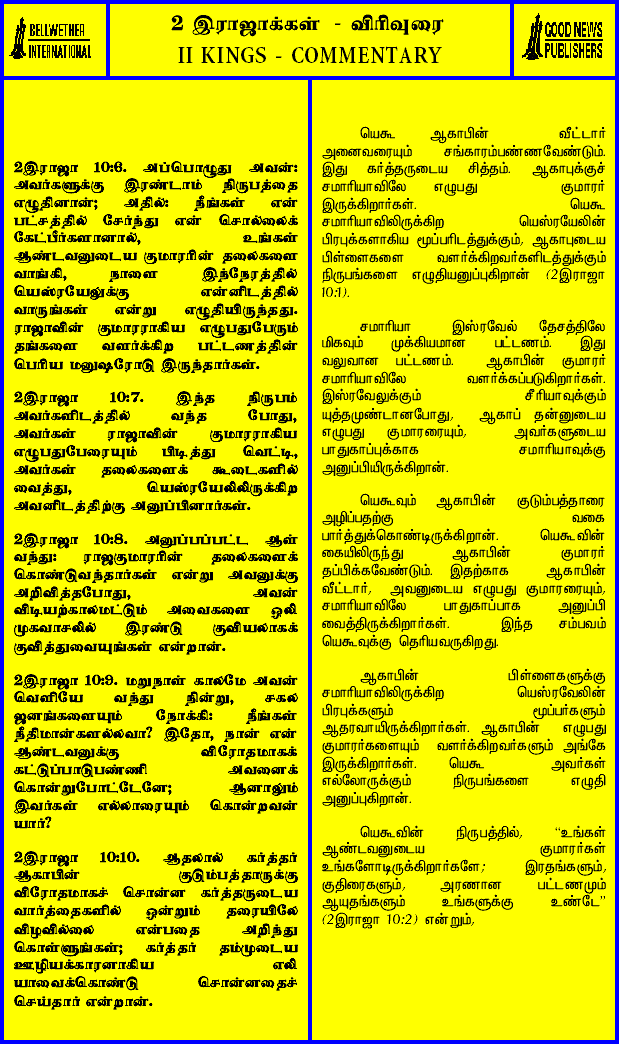 BELLWETHER
INTERNATIONAL
2 இராஜாக்கள் - விரிவுரை
II KINGS - COMMENTARY
GOOD NEWS
PUBLISHERS
2இராஜா 10:6. அப்பொழுது அவன்:
அவர்களுக்கு இரண்டாம் நிருபத்தை
எழுதினான்; அதில்: நீங்கள் என்
பட்சத்தில் சேர்ந்து என் சொல்லைக்
கேட்பீர்களானால், உங்கள்
ஆண்டவனுடைய குமாரரின் தலைகளை
வாங்கி, நாளை இந்நேரத்தில்
யெஸ்ரயேலுக்கு என்னிடத்தில்
வாருங்கள் என்று எழுதியிருந்தது.
ராஜாவின் குமாரராகிய எழுபதுபேரும்
தங்களை வளர்க்கிற பட்டணத்தின்
பெரிய மனுஷரோடு இருந்தார்கள்.
2இராஜா 10:7. இந்த நிருபம்
அவர்களிடத்தில் வந்த போது,
அவர்கள் ராஜாவின் குமாரராகிய
எழுபதுபேரையும் பிடித்து வெட்டி,
அவர்கள் தலைகளைக் கூடைகளில்
வைத்து, யெஸ்ரயேலிலிருக்கிற
அவனிடத்திற்கு அனுப்பினார்கள்.
2இராஜா 10:8. அனுப்பப்பட்ட ஆள்
வந்து: ராஜகுமாரரின் தலைகளைக்
கொண்டுவந்தார்கள் என்று அவனுக்கு
அறிவித்தபோது, அவன்
விடியற்காலமட்டும் அவைகளை ஒலி
முகவாசலில் இரண்டு குவியலாகக்
குவித்துவையுங்கள் என்றான்.
2இராஜா 10:9. மறுநாள் காலமே அவன்
வெளியே வந்து நின்று, சகல
ஜனங்களையும் நோக்கி: நீங்கள்
நீதிமான்களல்லவா? இதோ, நான் என்
ஆண்டவனுக்கு விரோதமாகக்
கட்டுப்பாடுபண்ணி அவனைக்
கொன்றுபோட்டேனே; ஆனாலும்
இவர்கள் எல்லாரையும் கொன்றவன்
யார்?
2இராஜா 10:10. ஆதலால் கர்த்தர்
ஆகாபின் குடும்பத்தாருக்கு
விரோதமாகச் சொன்ன கர்த்தருடைய
வார்த்தைகளில் ஒன்றும் தரையிலே
விழவில்லை என்பதை அறிந்து
கொள்ளுங்கள்; கர்த்தர் தம்முடைய
ஊழியக்காரனாகிய எலி
யாவைக்கொண்டு சொன்னதைச்
செய்தார் என்றான்.
யெகூ ஆகாபின் வீட்டார்
அனைவரையும் சங்காரம்பண்ணவேண்டும்.
இது கர்த்தருடைய சித்தம். ஆகாபுக்குச்
சமாரியாவிலே எழுபது குமாரர்
இருக்கிறார்கள். யெகூ
சமாரியாவிலிருக்கிற யெஸ்ரயேலின்
பிரபுக்களாகிய மூப்பரிடத்துக்கும், ஆகாபுடைய
பிள்ளைகளை வளர்க்கிறவர்களிடத்துக்கும்
நிருபங்களை எழுதியனுப்புகிறான் (2இராஜா
10:1).
சமாரியா இஸ்ரவேல் தேசத்திலே
மிகவும் முக்கியமான பட்டணம். இது
வலுவான பட்டணம். ஆகாபின் குமாரர்
சமாரியாவிலே வளர்க்கப்படுகிறார்கள்.
இஸ்ரவேலுக்கும் சீரியாவுக்கும்
யுத்தமுண்டானபோது, ஆகாப் தன்னுடைய
எழுபது குமாரரையும், அவர்களுடைய
பாதுகாப்புக்காக சமாரியாவுக்கு
அனுப்பியிருக்கிறான்.
யெகூவும் ஆகாபின் குடும்பத்தாரை
அழிப்பதற்கு வகை
பார்த்துக்கொண்டிருக்கிறான். யெகூவின்
கையிலிருந்து ஆகாபின் குமாரர்
தப்பிக்கவேண்டும். இதற்காக ஆகாபின்
வீட்டார், அவனுடைய எழுபது குமாரரையும்,
சமாரியாவிலே பாதுகாப்பாக அனுப்பி
வைத்திருக்கிறார்கள். இந்த சம்பவம்
யெகூவுக்கு தெரியவருகிறது.
ஆகாபின் பிள்ளைகளுக்கு
சமாரியாவிலிருக்கிற யெஸ்ரவேலின்
பிரபுக்களும் மூப்பர்களும்
ஆதரவாயிருக்கிறார்கள். ஆகாபின் எழுபது
குமாரர்களையும் வளர்க்கிறவர்களும் அங்கே
இருக்கிறார்கள். யெகூ அவர்கள்
எல்லோருக்கும் நிருபங்களை எழுதி
அனுப்புகிறான்.
யெகூவின் நிருபத்தில், "உங்கள்
ஆண்டவனுடைய குமாரர்கள்
உங்களோடிருக்கிறார்களே; இரதங்களும்,
குதிரைகளும், அரணான பட்டணமும்
ஆயுதங்களும் உங்களுக்கு உண்டே"
(2இராஜா 10:2) என்றும்,